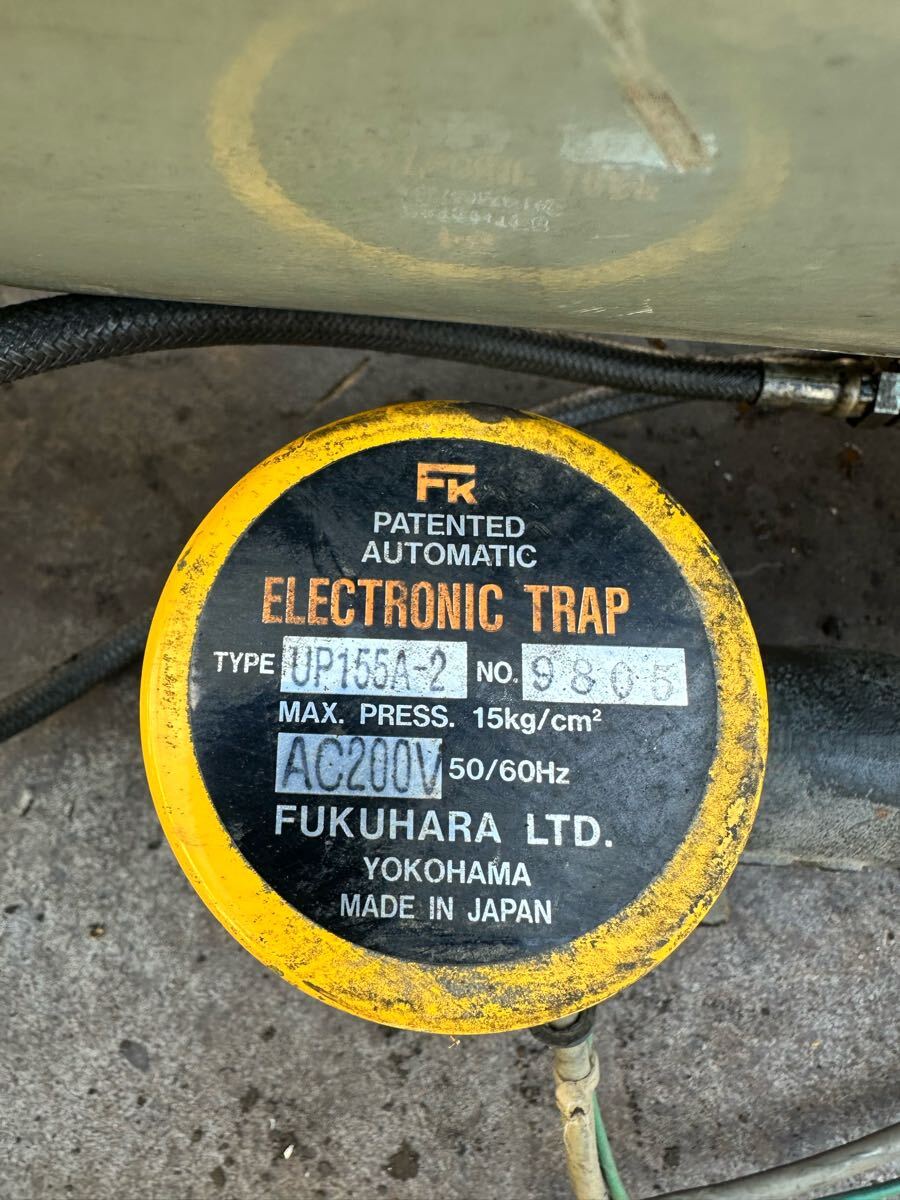 FK
PATENTED
AUTOMATIC
ELECTRONIC TRAP
TYPE UP155A-2 NO. 9805
MAX. PRESS. 15kg/cm²
AC200V 50/60Hz
FUKUHARA LTD.
YOKOHAMA
MADE IN JAPAN